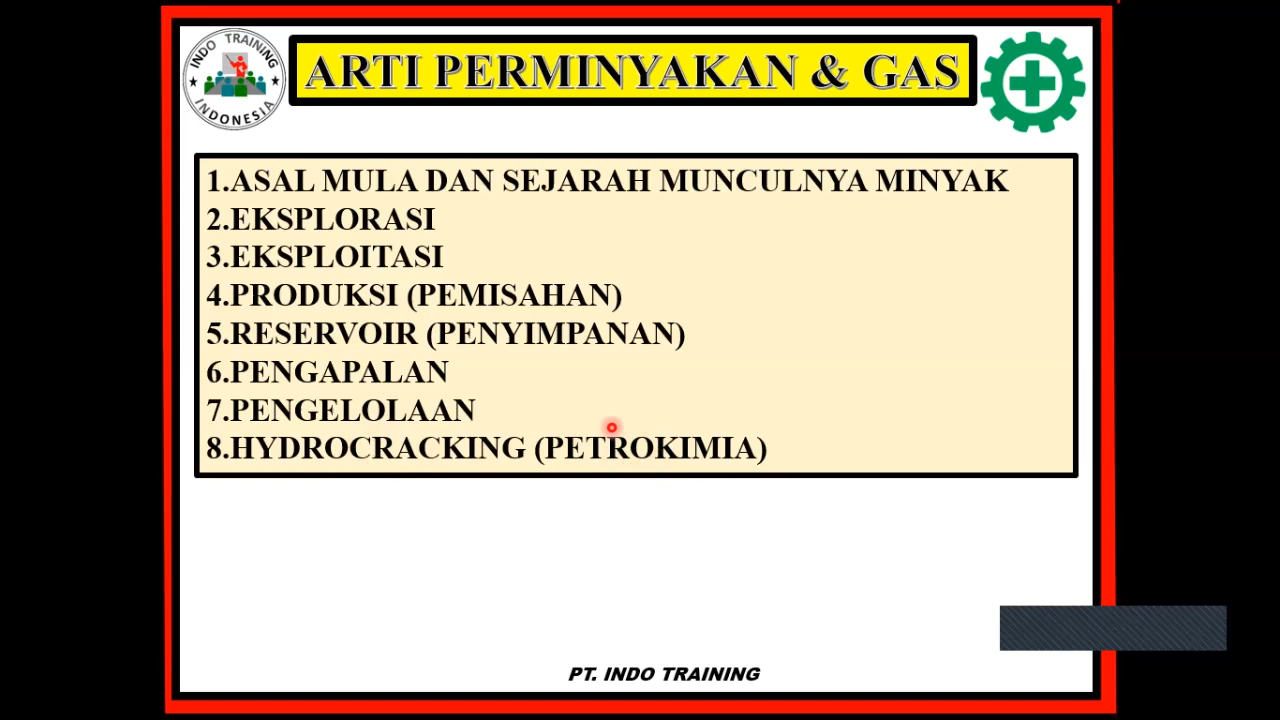 INDO TRAINING
INDONESIA
ARTI PERMINYAKAN & GAS
1.ASAL MULA DAN SEJARAH MUNCULNYA MINYAK
2.EKSPLORASI
3.EKSPLOITASI
4.PRODUKSI (PEMISAHAN)
5.RESERVOIR (PENYIMPANAN)
6.PENGAPALAN
7.PENGELOLAAN
8.HYDROCRACKING (PETROKIMIA)
PT. INDO TRAINING